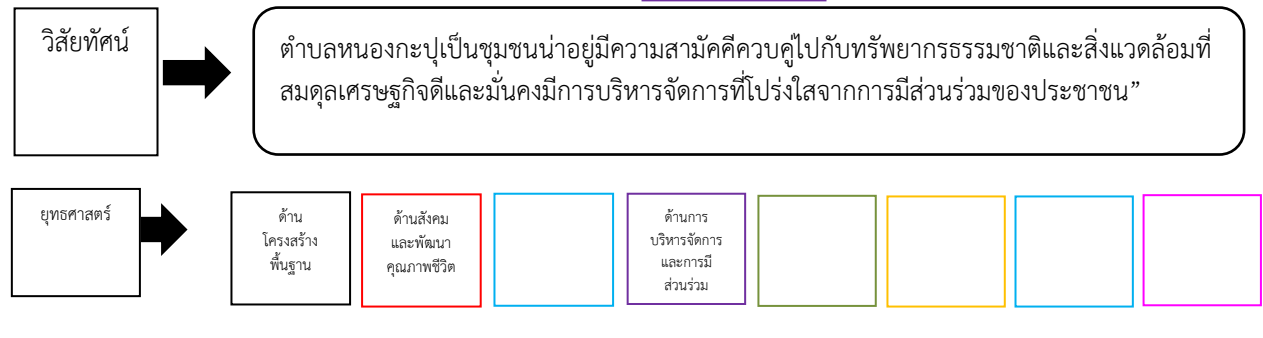 วิสัยทัศน์
ตำบลหนองกะปุเป็นชุมชนน่าอยู่มีความสามัคคีควบคู่ไปกับทรัพยากรธรรมชาติและสิ่งแวดล้อมที่
สมดุลเศรษฐกิจดีและมั่นคงมีการบริหารจัดการที่โปร่งใสจากการมีส่วนร่วมของประชาชน”
ยุทธศาสตร์
ด้าน
โครงสร้าง
พื้นฐาน
ด้านสังคม
และพัฒนา
คุณภาพชีวิต
ด้านการ
บริหารจัดการ
และการมี
ส่วนร่วม